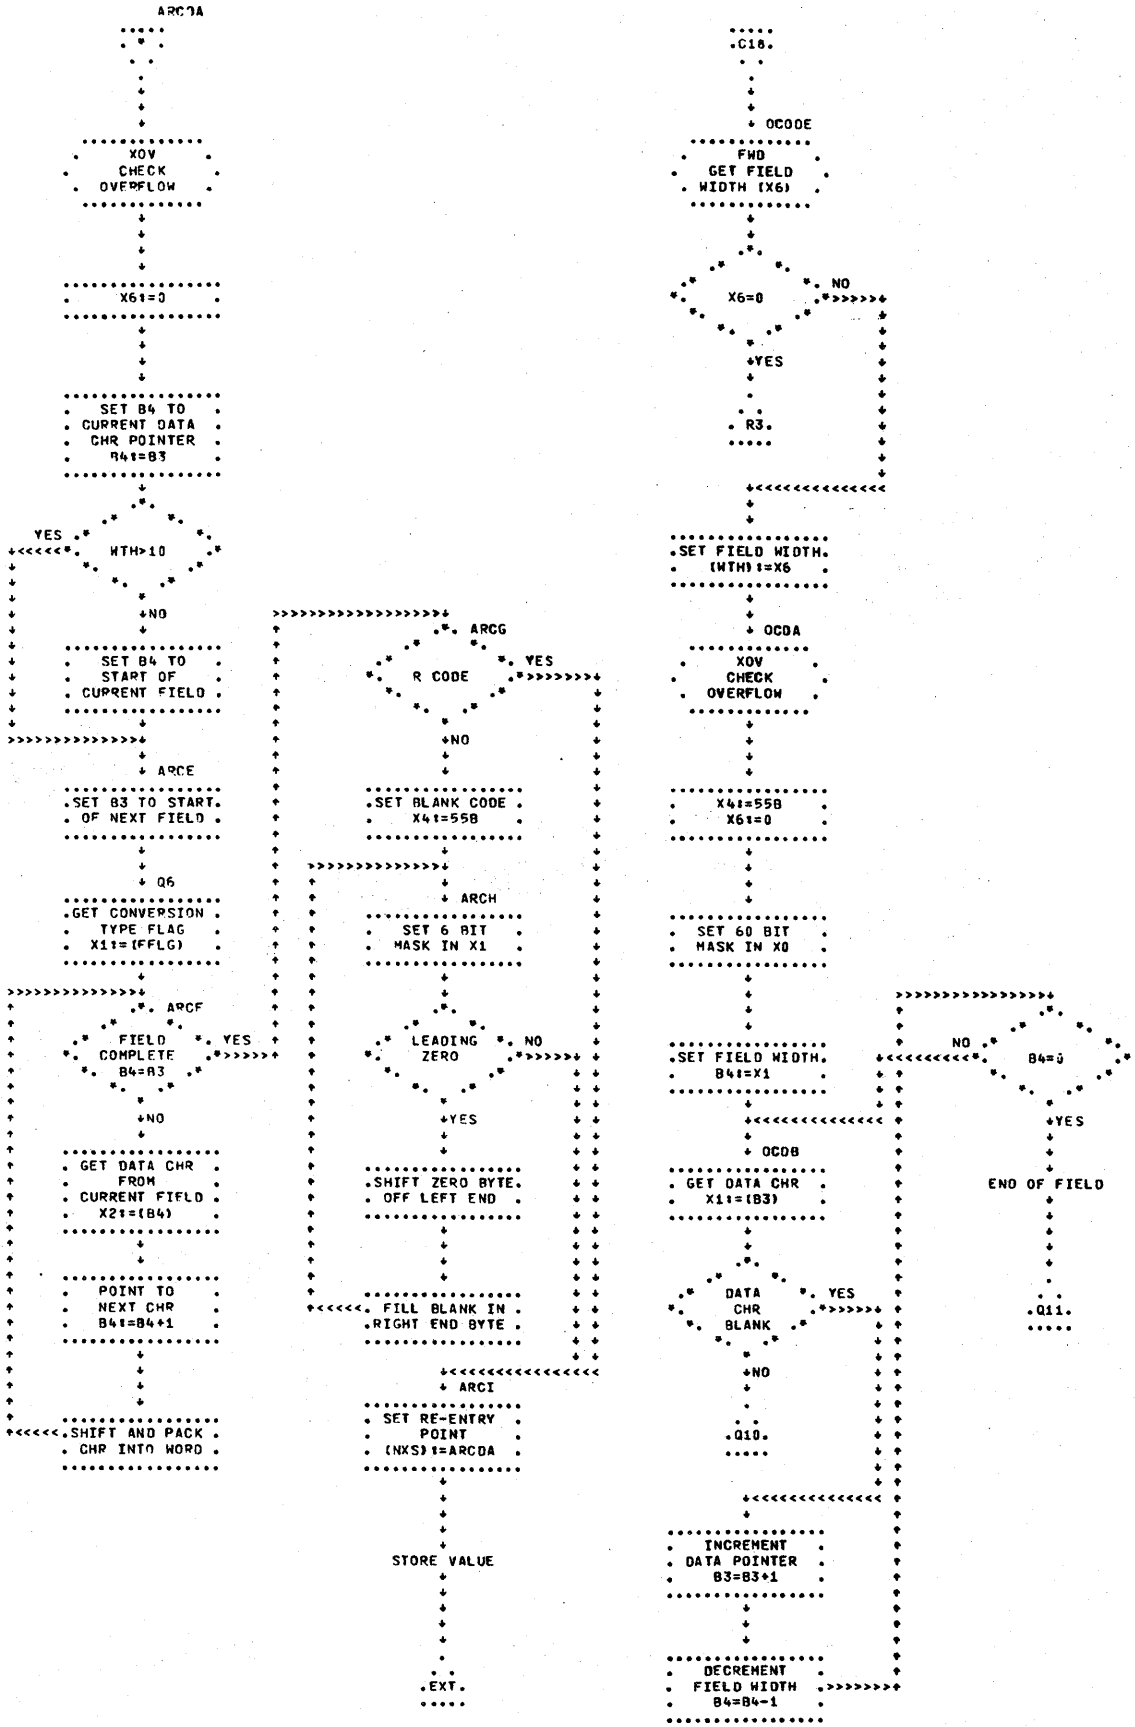 ARCDA
*
XOV
CHECK
OVERFLOW
X6:=0
SET B4 TO
CURRENT DATA
CHR POINTER
B4:=B3
YES
WTH>10
NO
SET B4 TO
START OF
CURRENT FIELD
ARCE
SET B3 TO START
OF NEXT FIELD
Q6
GET CONVERSION
TYPE FLAG
X1:=(FFLG)
ARCF
FIELD
COMPLETE
B4=B3
YES
NO
GET DATA CHR
FROM
CURRENT FIELD
X2:=(B4)
POINT TO
NEXT CHR
B4:=B4+1
SHIFT AND PACK
CHR INTO WORD
ARCG
R CODE
YES
NO
SET BLANK CODE
X4:=55B
ARCH
SET 6 BIT
MASK IN X1
LEADING
ZERO
NO
YES
SHIFT ZERO BYTE
OFF LEFT END
FILL BLANK IN
RIGHT END BYTE
ARCI
SET RE-ENTRY
POINT
(NXS):=ARCDA
STORE VALUE
EXT
C18
OCODE
FWD
GET FIELD
WIDTH (X6)
X6=0
NO
YES
R3
SET FIELD WIDTH
(WTH):=X6
OCDA
XOV
CHECK
OVERFLOW
X4:=55B
X6:=0
SET 60 BIT
MASK IN X0
SET FIELD WIDTH
B4:=X1
OCDB
GET DATA CHR
X1:=(B3)
DATA
CHR
BLANK
YES
NO
Q10
INCREMENT
DATA POINTER
B3=B3+1
DECREMENT
FIELD WIDTH
B4=B4-1
NO
B4=0
YES
END OF FIELD
Q11